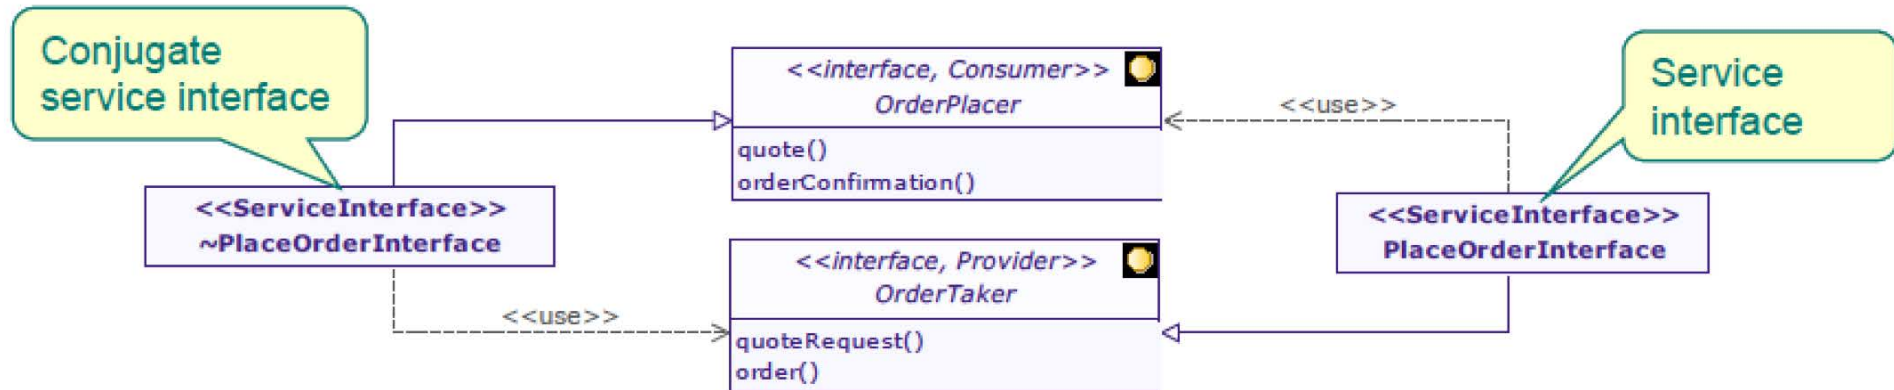 Conjugate
service interface
<<interface, Consumer>>
OrderPlacer
quote()
orderConfirmation()
<<use>>
Service
interface
<<ServiceInterface>>
~PlaceOrderInterface
<<ServiceInterface>>
PlaceOrderInterface
<<interface, Provider>>
OrderTaker
quoteRequest()
order()
<<use>>